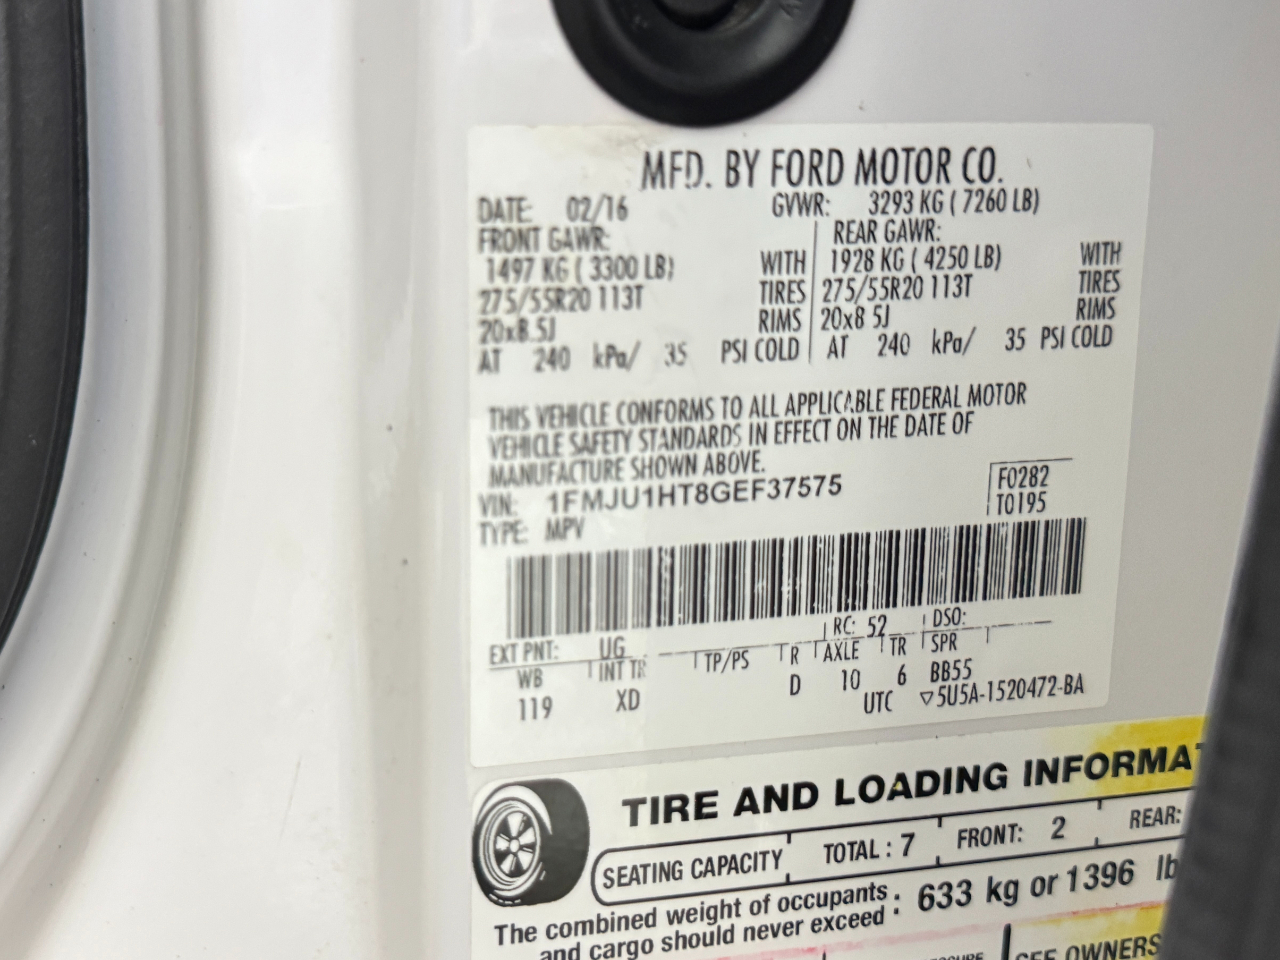 MFD. BY FORD MOTOR CO.
DATE: 02/16 GVWR: 3293 KG ( 7260 LB)
FRONT GAWR: REAR GAWR:
1497 KG ( 3300 LB) WITH 1928 KG ( 4250 LB) WITH
275/55R20 113T TIRES 275/55R20 113T TIRES
20x8.5J RIMS 20x8 5J RIMS
AT 240 kPa/ 35 PSI COLD AT 240 kPa/ 35 PSI COLD
THIS VEHICLE CONFORMS TO ALL APPLICABLE FEDERAL MOTOR
VEHICLE SAFETY STANDARDS IN EFFECT ON THE DATE OF
MANUFACTURE SHOWN ABOVE.
VIN: 1FMJU1HT8GEF37575 F0282
TYPE: MPV T0195
EXT PNT: UG RC: 52 DSO:
WB INT TR TP/PS R AXLE TR SPR
119 XD D 10 6 BB55
UTC ▽5U5A-1520472-BA
TIRE AND LOADING INFORMA
SEATING CAPACITY TOTAL : 7 FRONT: 2 REAR:
The combined weight of occupants
and cargo should never exceed : 633 kg or 1396 lb
SEE OWNERS